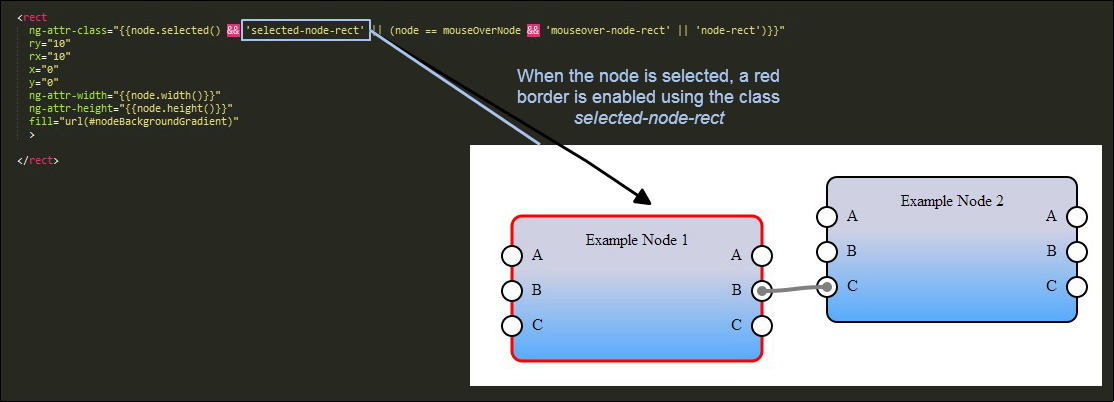 <rect
ng-attr-class="{{node.selected() && 'selected-node-rect' || (node == mouseOverNode && 'mouseover-node-rect' || 'node-rect')}}"
ry="10"
rx="10"
x="0"
y="0"
ng-attr-width="{{node.width()}}"
ng-attr-height="{{node.height()}}"
fill="url(#nodeBackgroundGradient)"
>
</rect>
When the node is selected, a red
border is enabled using the class
selected-node-rect
Example Node 1
A A
B B
C C
Example Node 2
A A
B B
C C